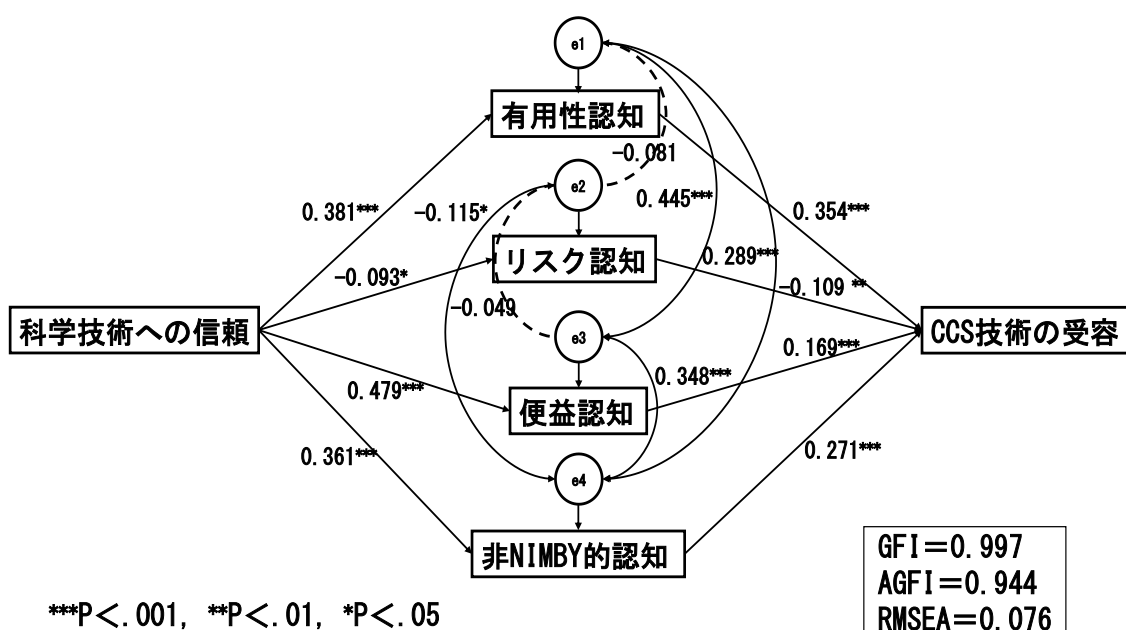 e1
有用性認知
-0.081
e2
0.381***
-0.115*
0.445***
0.354***
リスク認知
0.289***
-0.093*
-0.109 **
-0.049
科学技術への信頼
e3
CCS技術の受容
0.169***
0.479***
0.348***
便益認知
0.361***
0.271***
e4
非NIMBY的認知
GFI=0.997
AGFI=0.944
RMSEA=0.076
***P<.001, **P<.01, *P<.05